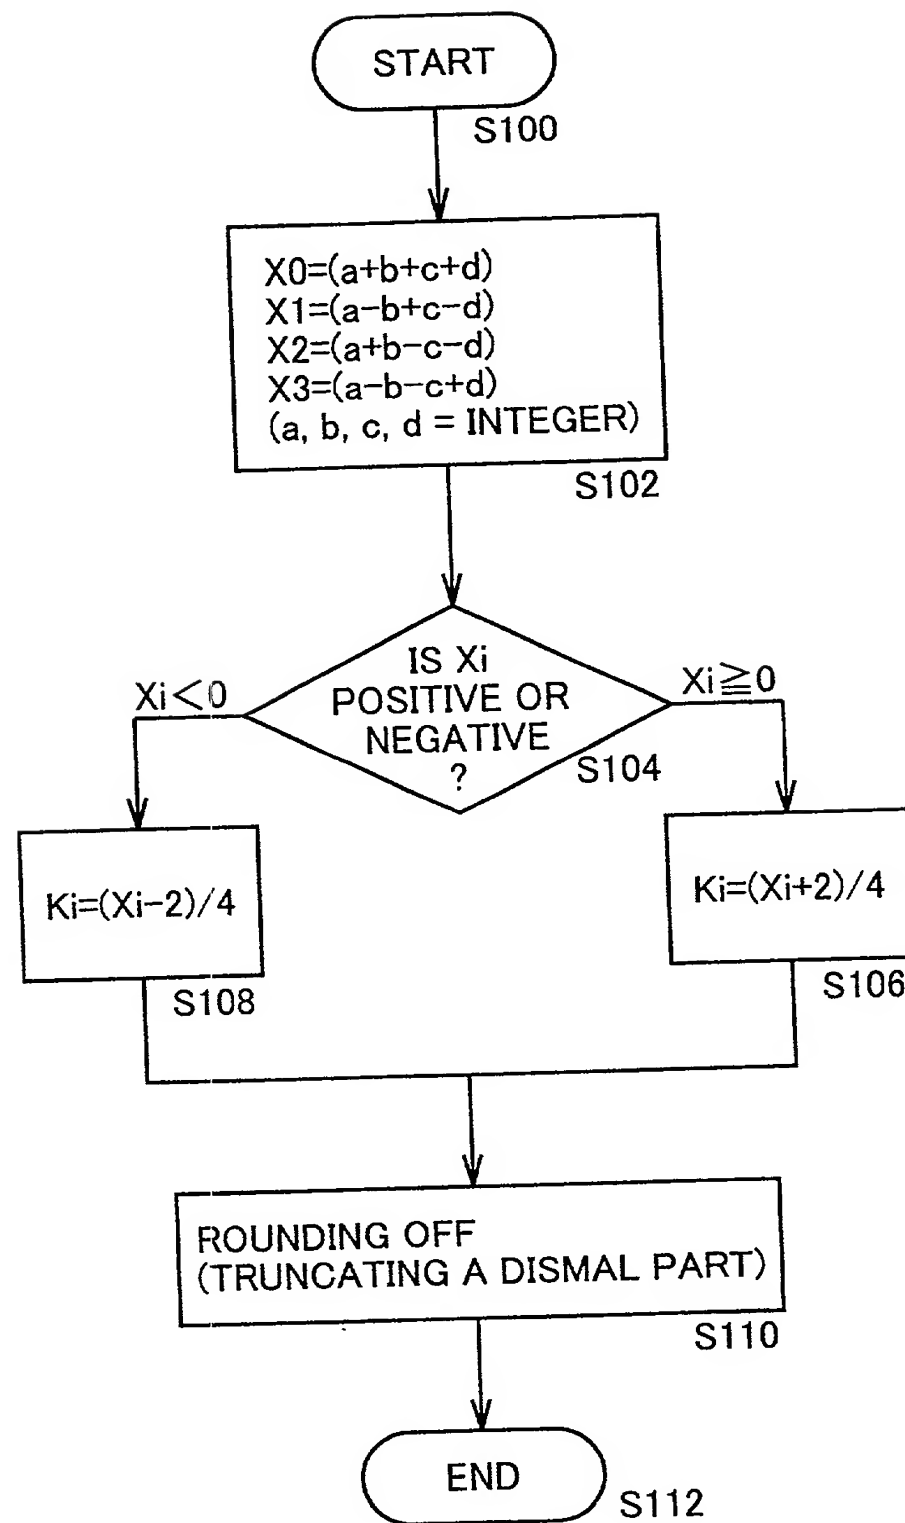 START
S100
X0=(a+b+c+d)
X1=(a-b+c-d)
X2=(a+b-c-d)
X3=(a-b-c+d)
(a, b, c, d = INTEGER)
S102
IS Xi
POSITIVE OR
NEGATIVE
?
S104
Xi<0
Xi≧0
Ki=(Xi-2)/4
S108
Ki=(Xi+2)/4
S106
ROUNDING OFF
(TRUNCATING A DISMAL PART)
S110
END
S112